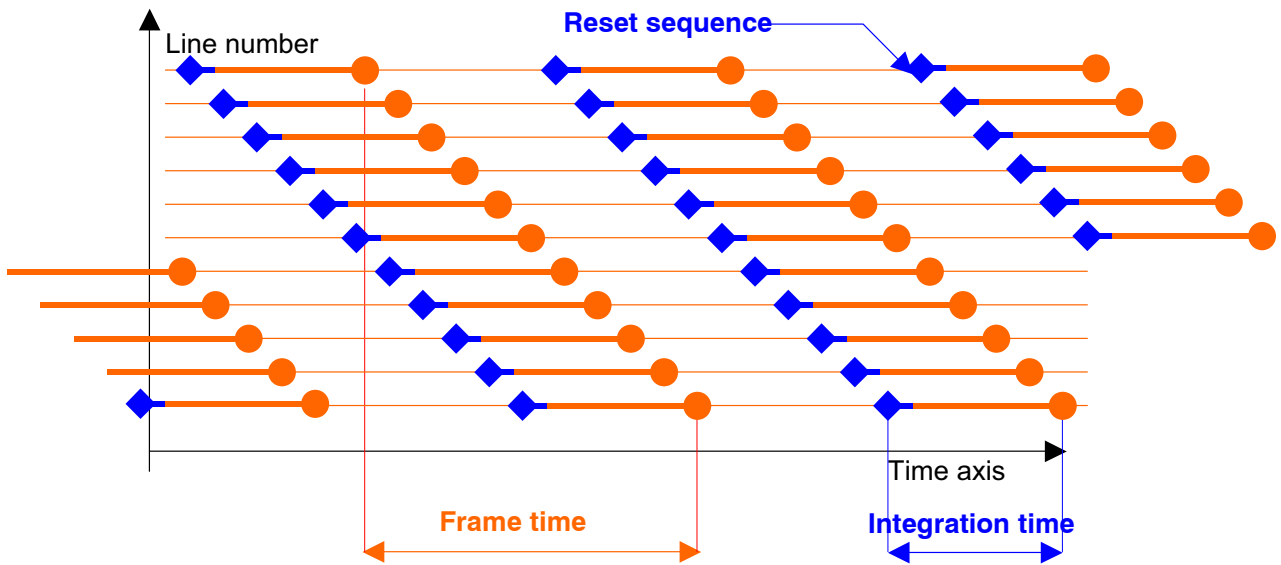 Reset sequence
Line number
Time axis
Frame time
Integration time